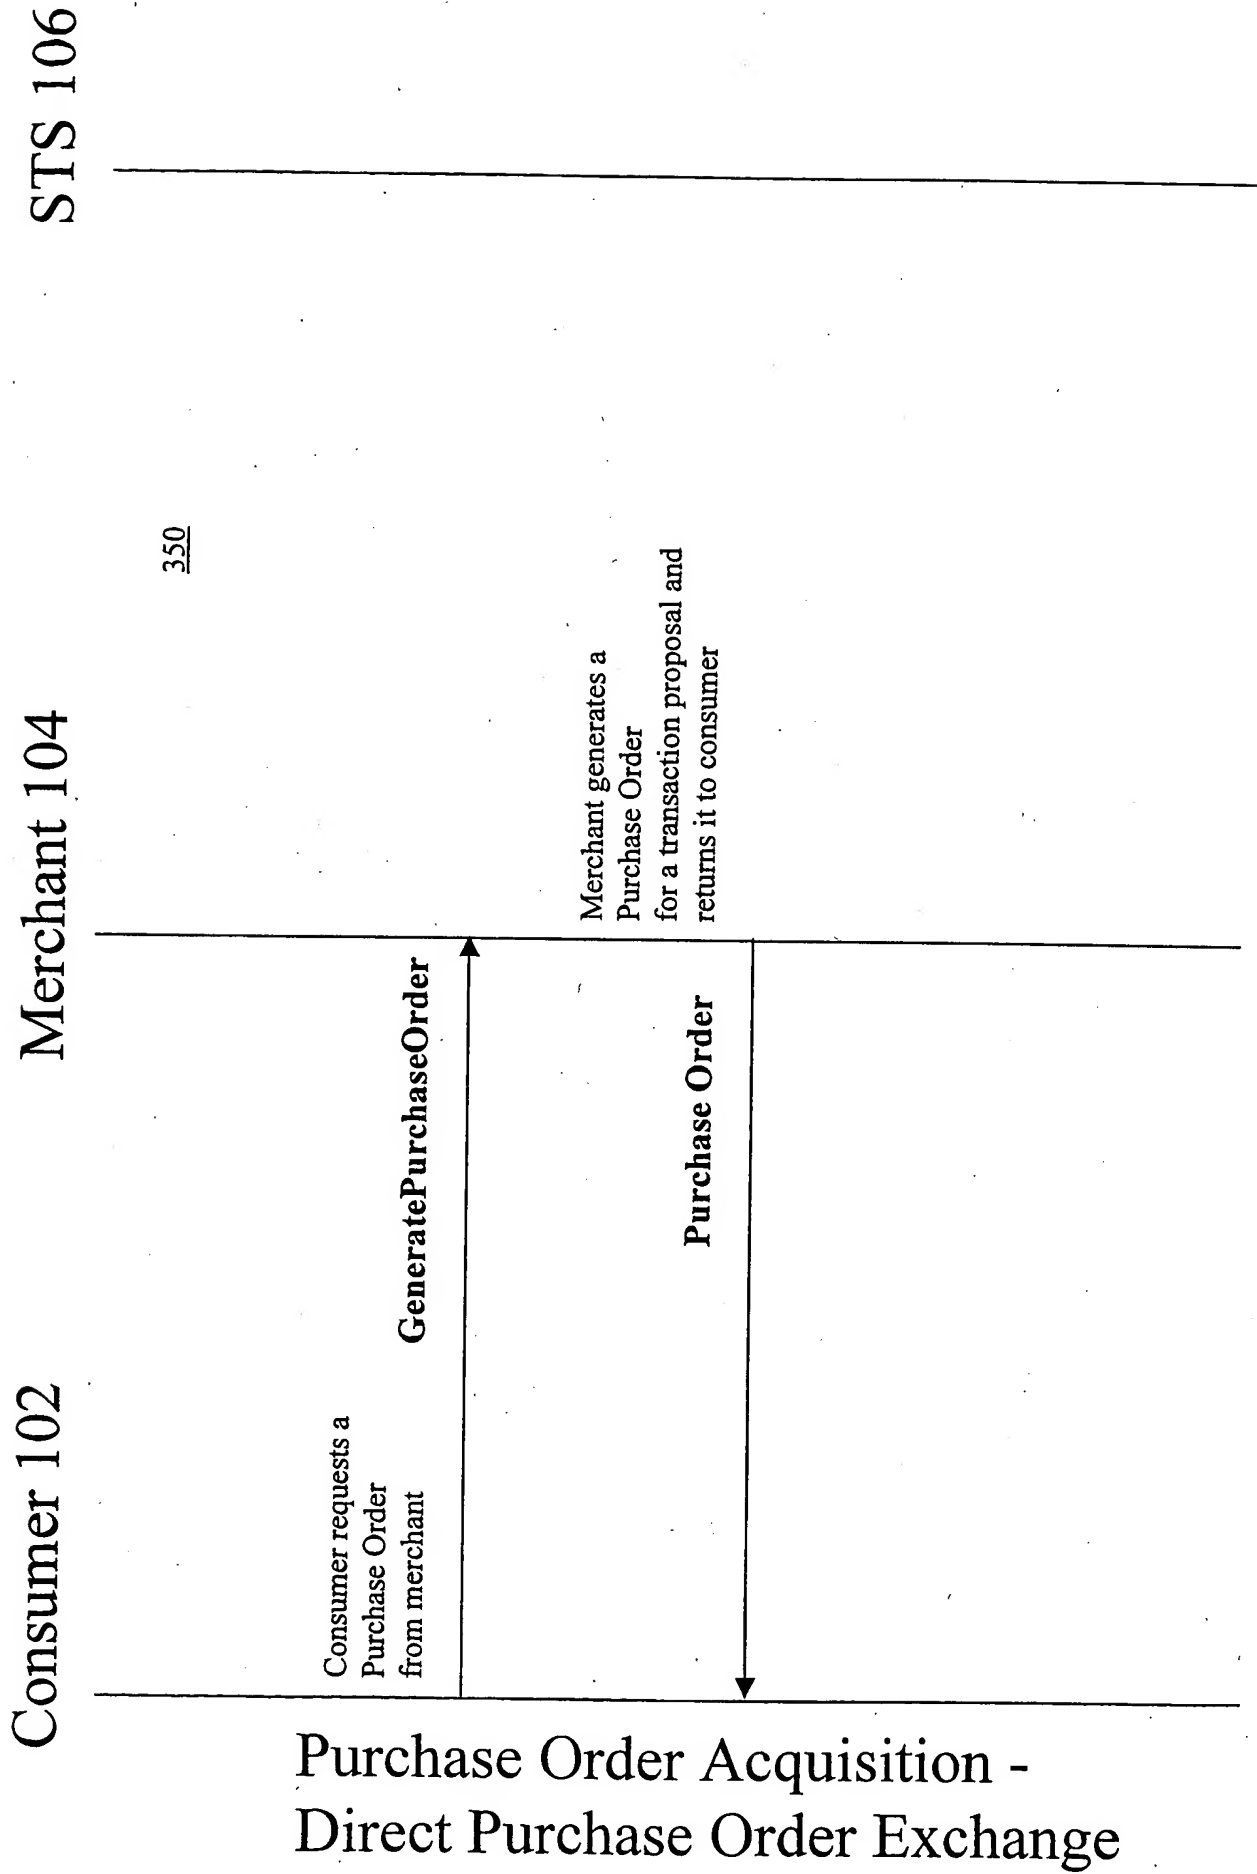 Consumer 102
Merchant 104
STS 106
350
Consumer requests a
Purchase Order
from merchant
GeneratePurchaseOrder
Merchant generates a
Purchase Order
for a transaction proposal and
returns it to consumer
Purchase Order
Purchase Order Acquisition -
Direct Purchase Order Exchange